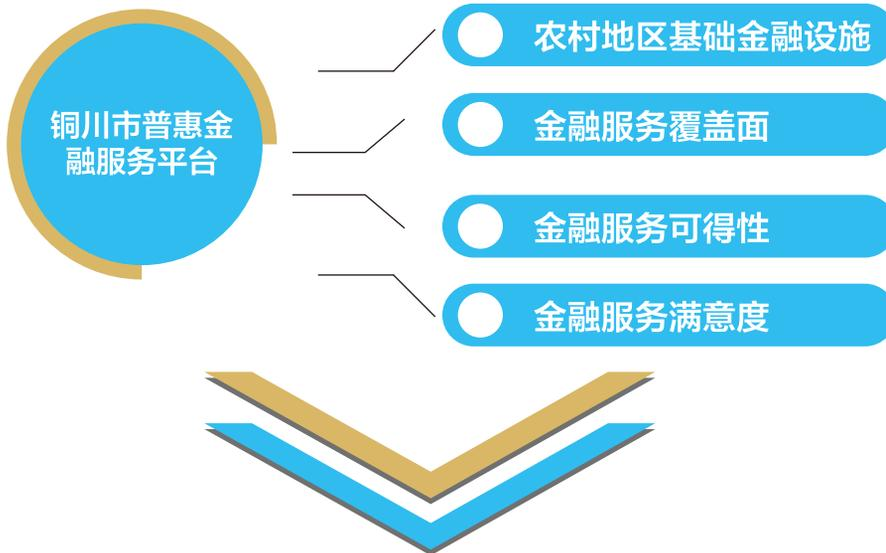 铜川市普惠金
融服务平台
农村地区基础金融设施
金融服务覆盖面
金融服务可得性
金融服务满意度